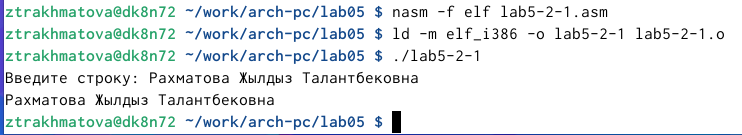 ztrakhmatova@dk8n72 ~/work/arch-pc/lab05 $ nasm -f elf lab5-2-1.asm
ztrakhmatova@dk8n72 ~/work/arch-pc/lab05 $ ld -m elf_i386 -o lab5-2-1 lab5-2-1.o
ztrakhmatova@dk8n72 ~/work/arch-pc/lab05 $ ./lab5-2-1
Введите строку: Рахматова Жылдыз Талантбековна
Рахматова Жылдыз Талантбековна
ztrakhmatova@dk8n72 ~/work/arch-pc/lab05 $